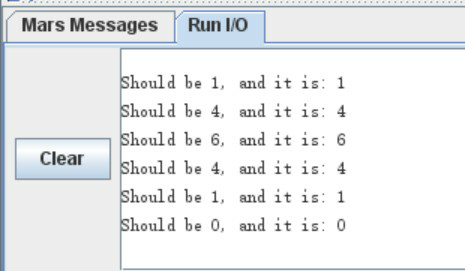 Mars Messages Run I/O
Should be 1, and it is: 1
Should be 4, and it is: 4
Should be 6, and it is: 6
Clear
Should be 4, and it is: 4
Should be 1, and it is: 1
Should be 0, and it is: 0